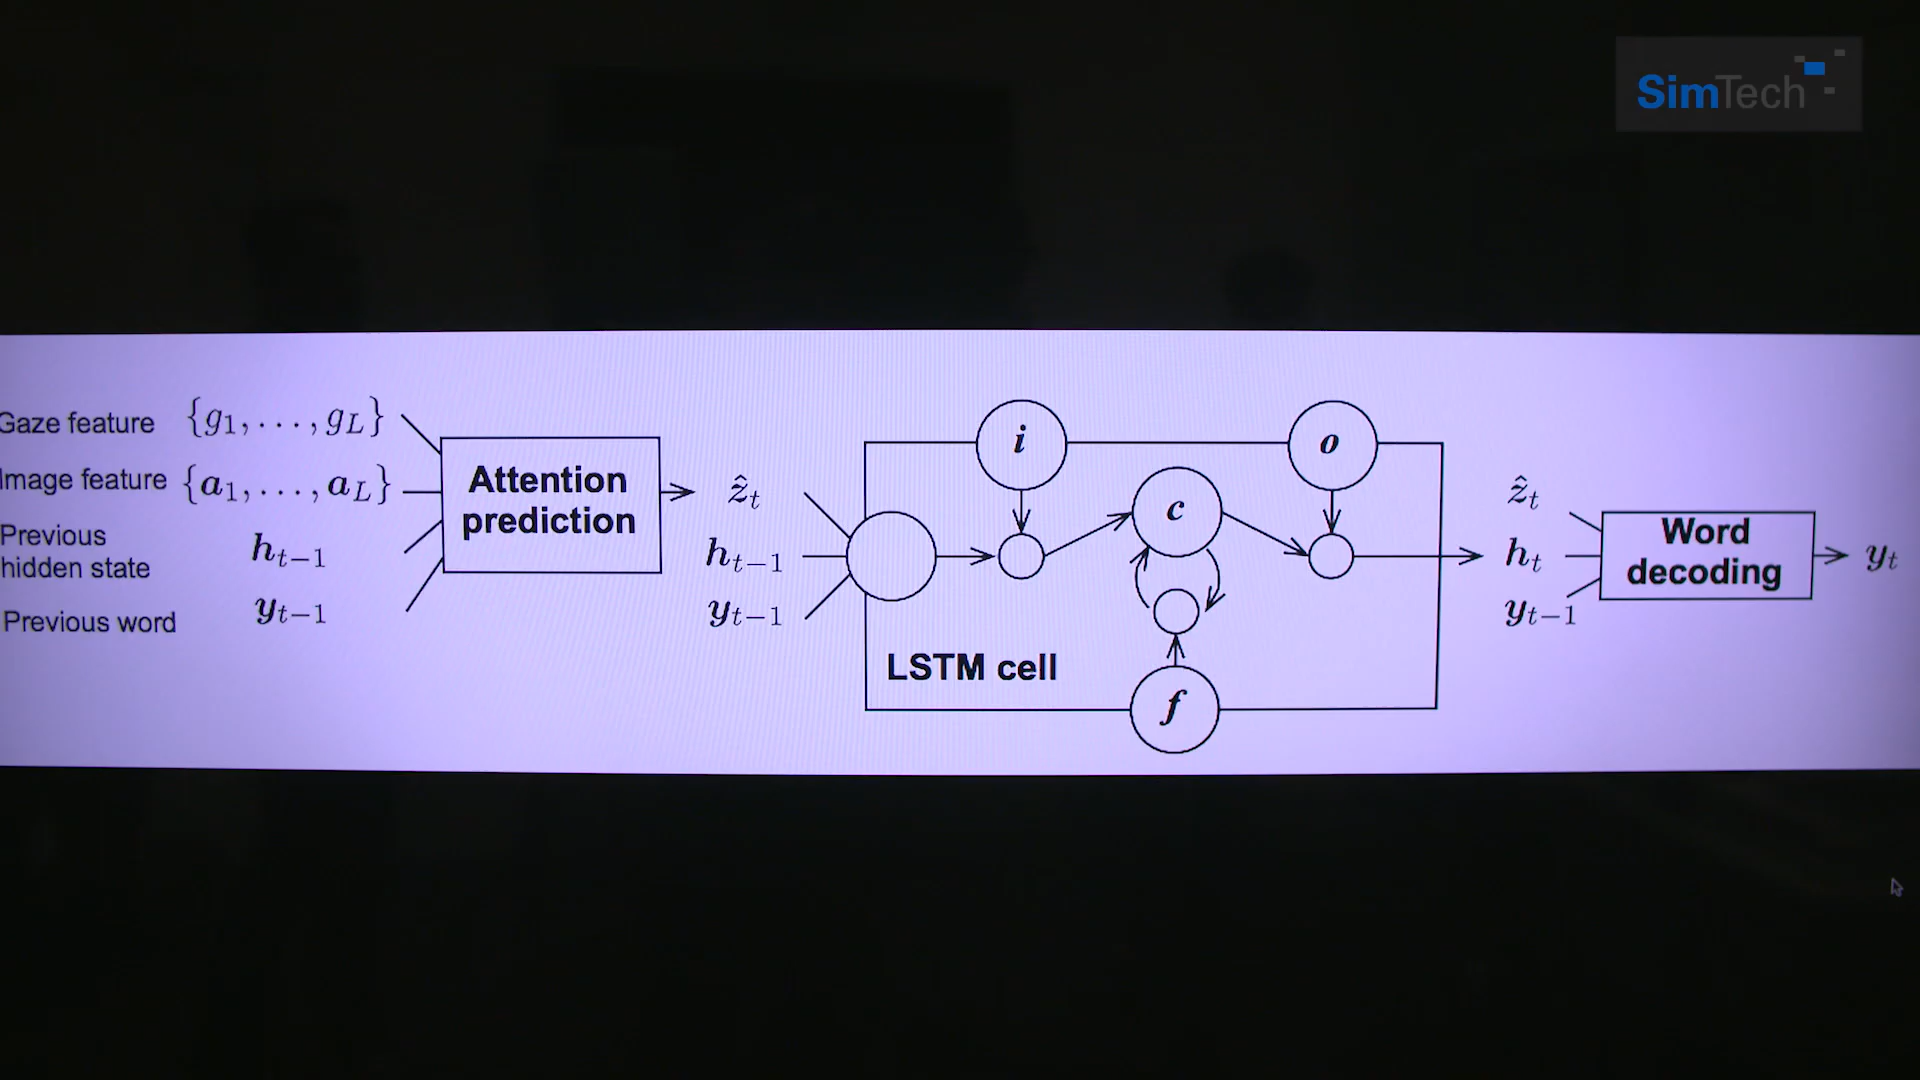 SimTech
Gaze feature {g1, . . . , gL}
Image feature {a1, . . . , aL}
Previous
hidden state
ht−1
Previous word
yt−1
Attention
prediction
ẑt
ht−1
yt−1
i
o
c
f
LSTM cell
ẑt
ht
yt−1
Word
decoding
yt